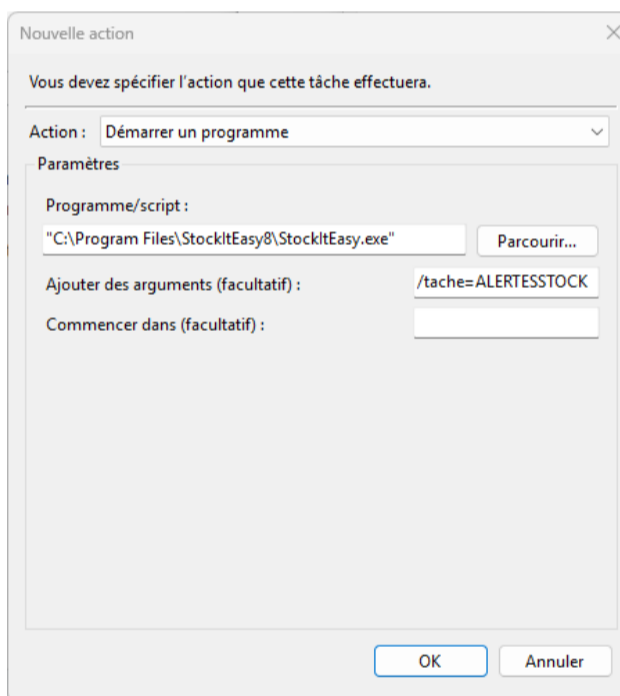 Nouvelle action
Vous devez spécifier l'action que cette tâche effectuera.
Action : Démarrer un programme
Paramètres
Programme/script :
"C:\Program Files\StockItEasy8\StockItEasy.exe" Parcourir...
Ajouter des arguments (facultatif) : /tache=ALERTESSTOCK
Commencer dans (facultatif) :
OK Annuler